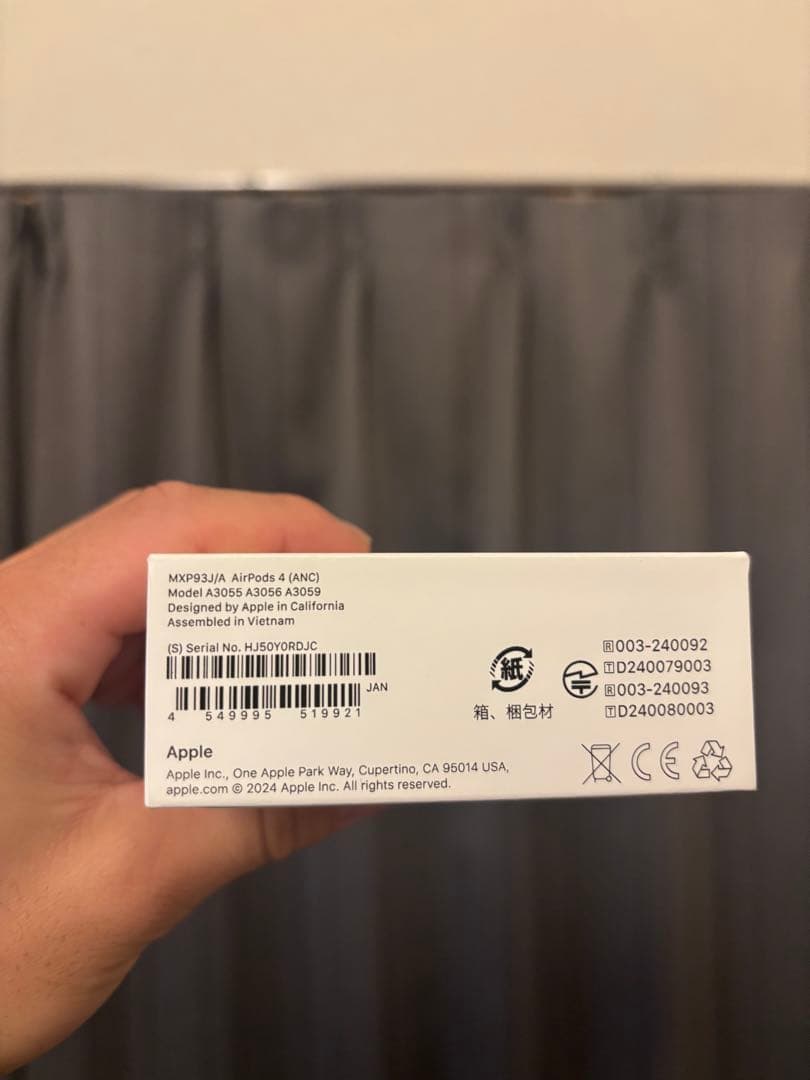 MXP93J/A AirPods 4 (ANC)
Model A3055 A3056 A3059
Designed by Apple in California
Assembled in Vietnam
(S) Serial No. HJ50Y0RDJC
JAN
4 549995 519921
紙
箱、梱包材
R003-240092
TD240079003
R003-240093
TD240080003
Apple
Apple Inc., One Apple Park Way, Cupertino, CA 95014 USA,
apple.com © 2024 Apple Inc. All rights reserved.
CE